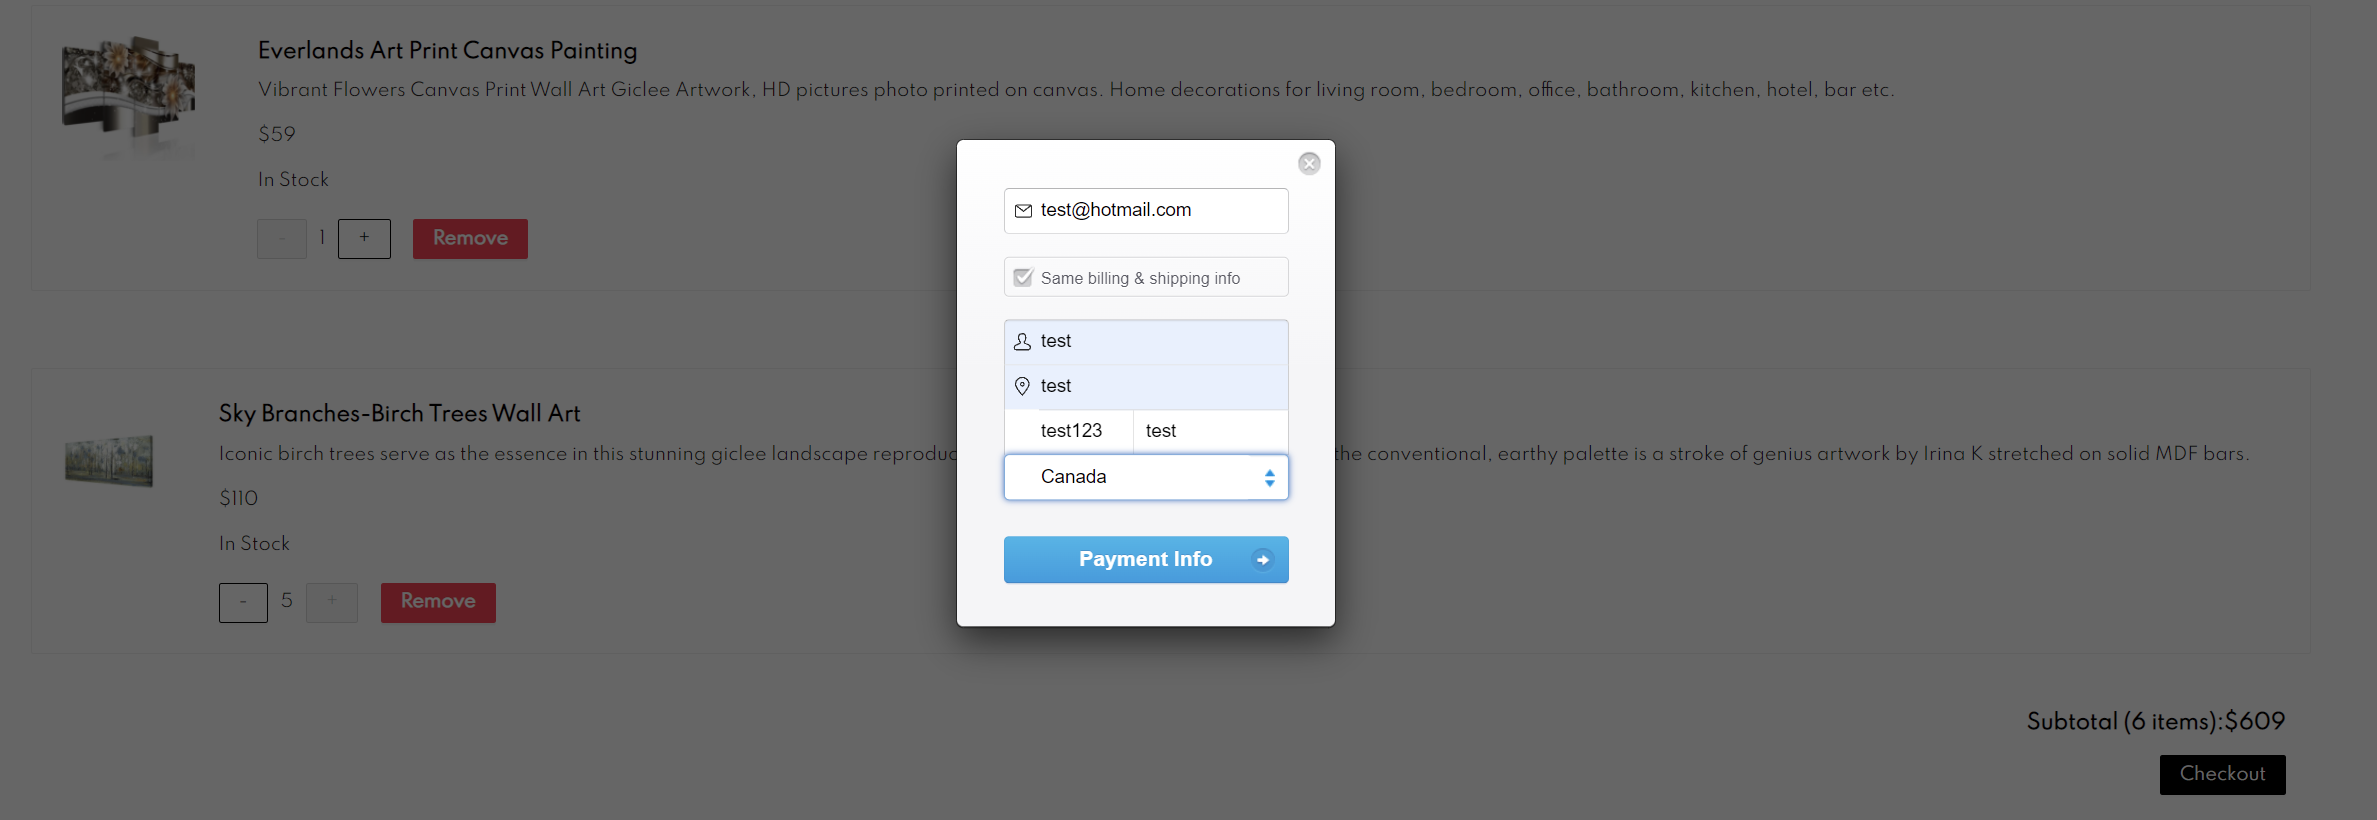 Everlands Art Print Canvas Painting
Vibrant Flowers Canvas Print Wall Art Giclee Artwork, HD pictures photo printed on canvas. Home decorations for living room, bedroom, office, bathroom, kitchen, hotel, bar etc.
$59
In Stock
- 1 + Remove
Sky Branches-Birch Trees Wall Art
Iconic birch trees serve as the essence in this stunning giclee landscape the conventional, earthy palette is a stroke of genius artwork by Irina K stretched on solid MDF bars.
$110
In Stock
- 5 + Remove
Subtotal (6 items):$609
Checkout
test@hotmail.com
Same billing & shipping info
test
test
test123 test
Canada
Payment Info